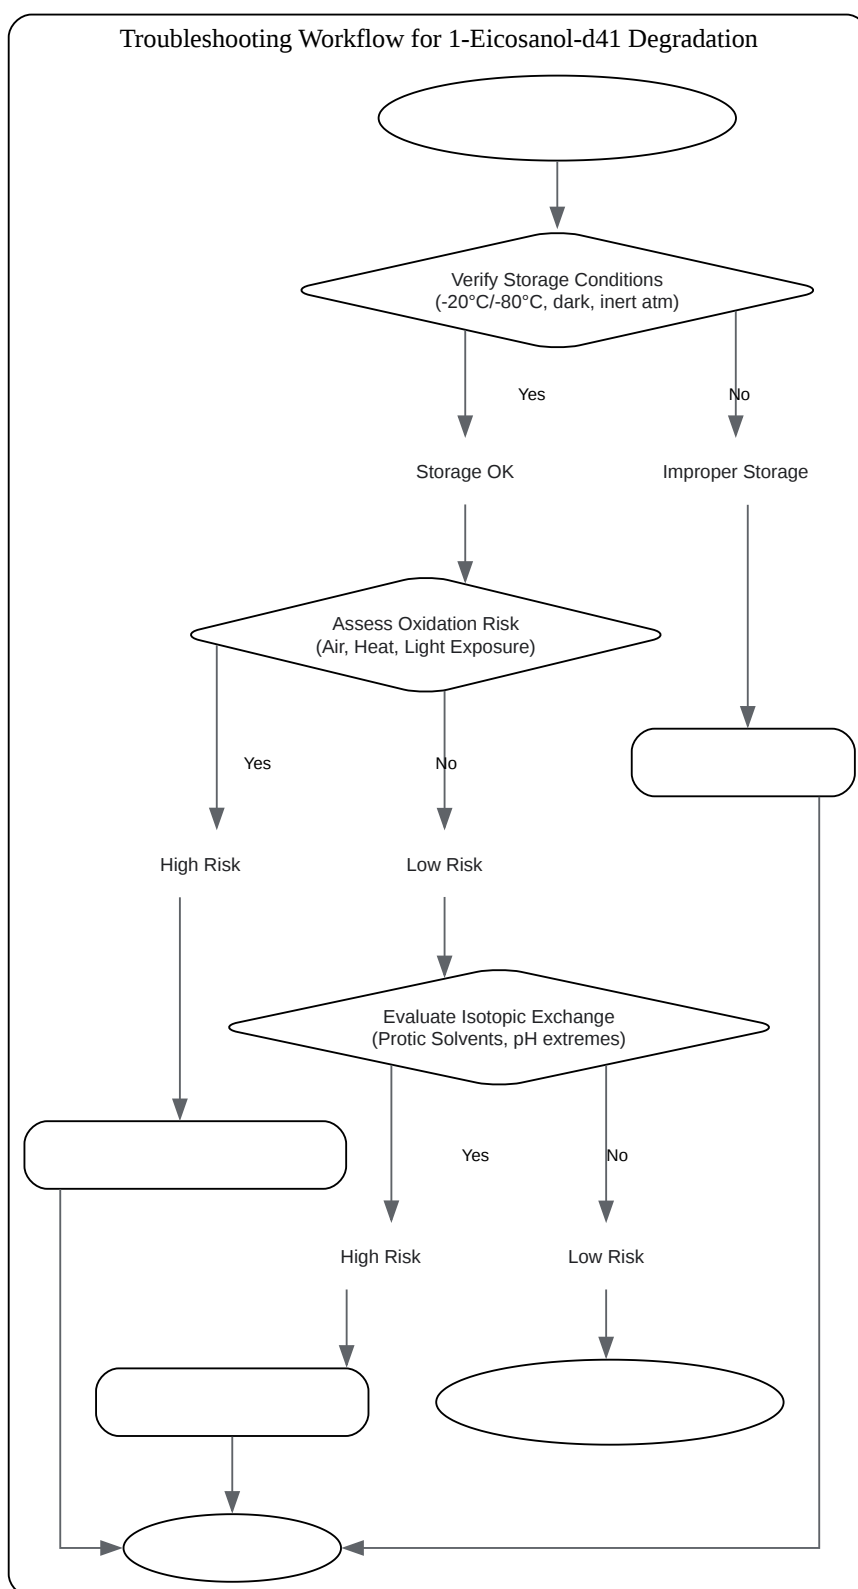 Troubleshooting Workflow for 1-Eicosanol-d41 Degradation
Verify Storage Conditions
(-20°C/-80°C, dark, inert atm)
Yes
No
Storage OK
Improper Storage
Assess Oxidation Risk
(Air, Heat, Light Exposure)
Yes
No
High Risk
Low Risk
Evaluate Isotopic Exchange
(Protic Solvents, pH extremes)
Yes
No
High Risk
Low Risk